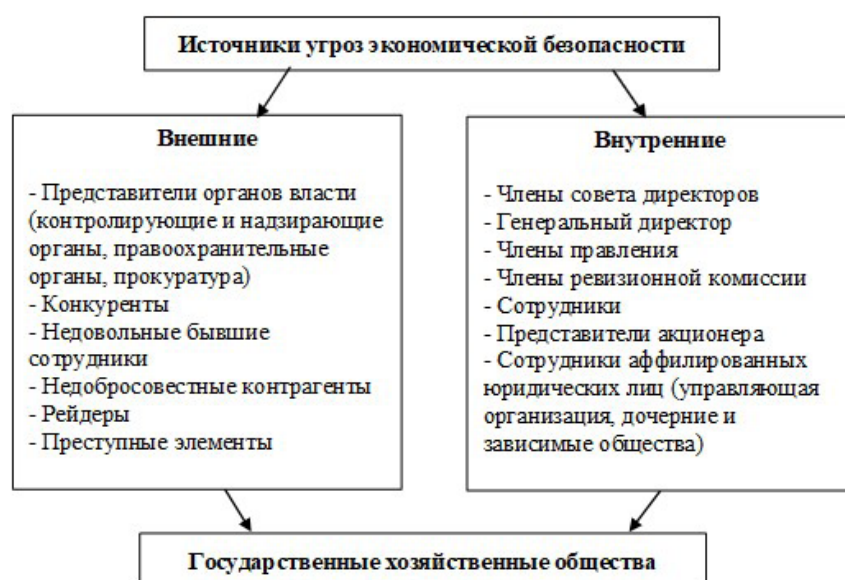 Источники угроз экономической безопасности
Внешние
- Представители органов власти
(контролирующие и надзирающие
органы, правоохранительные
органы, прокуратура)
- Конкуренты
- Недовольные бывшие
сотрудники
- Недобросовестные контрагенты
- Рейдеры
- Преступные элементы
Внутренние
- Члены совета директоров
- Генеральный директор
- Члены правления
- Члены ревизионной комиссии
- Сотрудники
- Представители акционера
- Сотрудники аффилированных
юридических лиц (управляющая
организация, дочерние и
зависимые общества)
Государственные хозяйственные общества